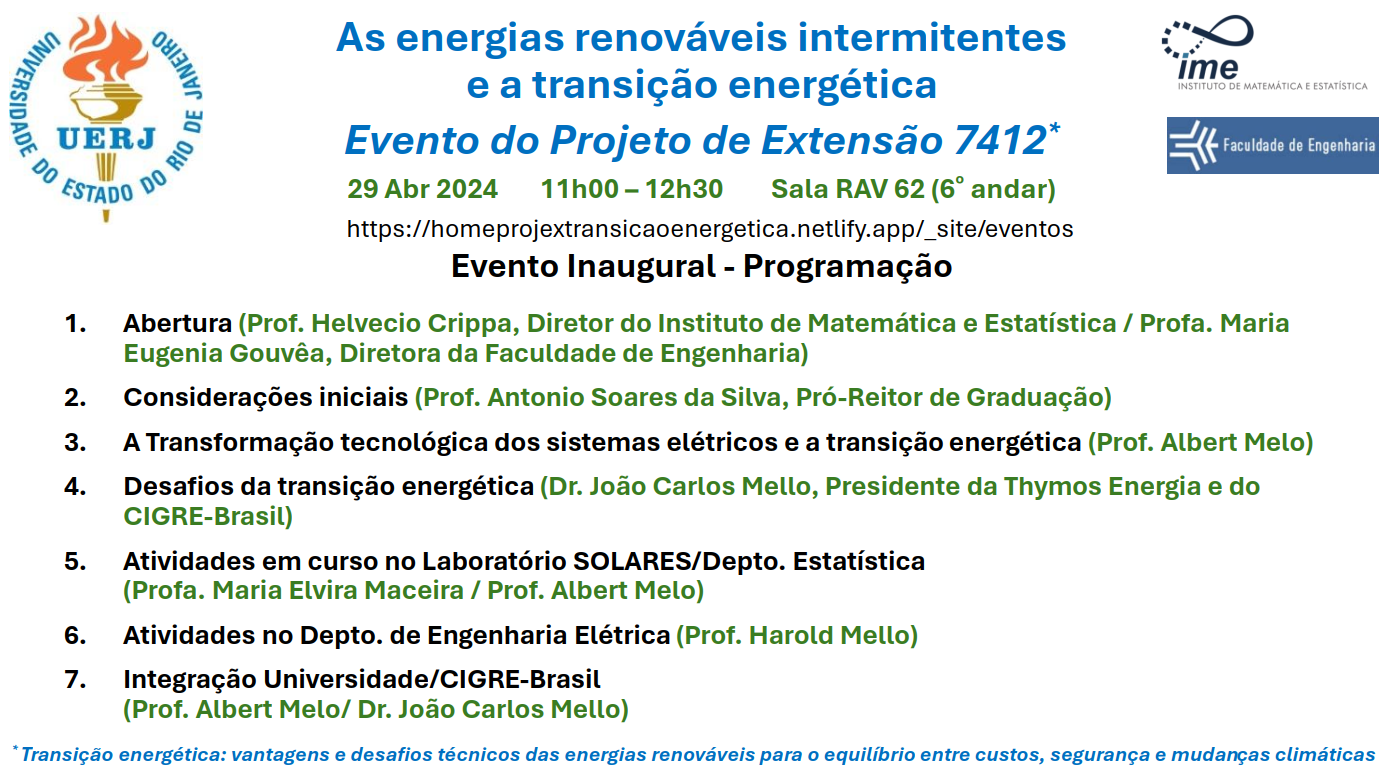 UNIVERSIDADE DO ESTADO DO RIO DE JANEIRO
UERJ
As energias renováveis intermitentes
e a transição energética
Evento do Projeto de Extensão 7412*
29 Abr 2024 11h00 – 12h30 Sala RAV 62 (6º andar)
https://homeprojextransicaoenergetica.netlify.app/_site/eventos
ime
INSTITUTO DE MATEMÁTICA E ESTATÍSTICA
Faculdade de Engenharia
Evento Inaugural - Programação
1. Abertura (Prof. Helvecio Crippa, Diretor do Instituto de Matemática e Estatística / Profa. Maria
Eugenia Gouvêa, Diretora da Faculdade de Engenharia)
2. Considerações iniciais (Prof. Antonio Soares da Silva, Pró-Reitor de Graduação)
3. A Transformação tecnológica dos sistemas elétricos e a transição energética (Prof. Albert Melo)
4. Desafios da transição energética (Dr. João Carlos Mello, Presidente da Thymos Energia e do
CIGRE-Brasil)
5. Atividades em curso no Laboratório SOLARES/Depto. Estatística
(Profa. Maria Elvira Maceira / Prof. Albert Melo)
6. Atividades no Depto. de Engenharia Elétrica (Prof. Harold Mello)
7. Integração Universidade/CIGRE-Brasil
(Prof. Albert Melo/ Dr. João Carlos Mello)
*Transição energética: vantagens e desafios técnicos das energias renováveis para o equilíbrio entre custos, segurança e mudanças climáticas